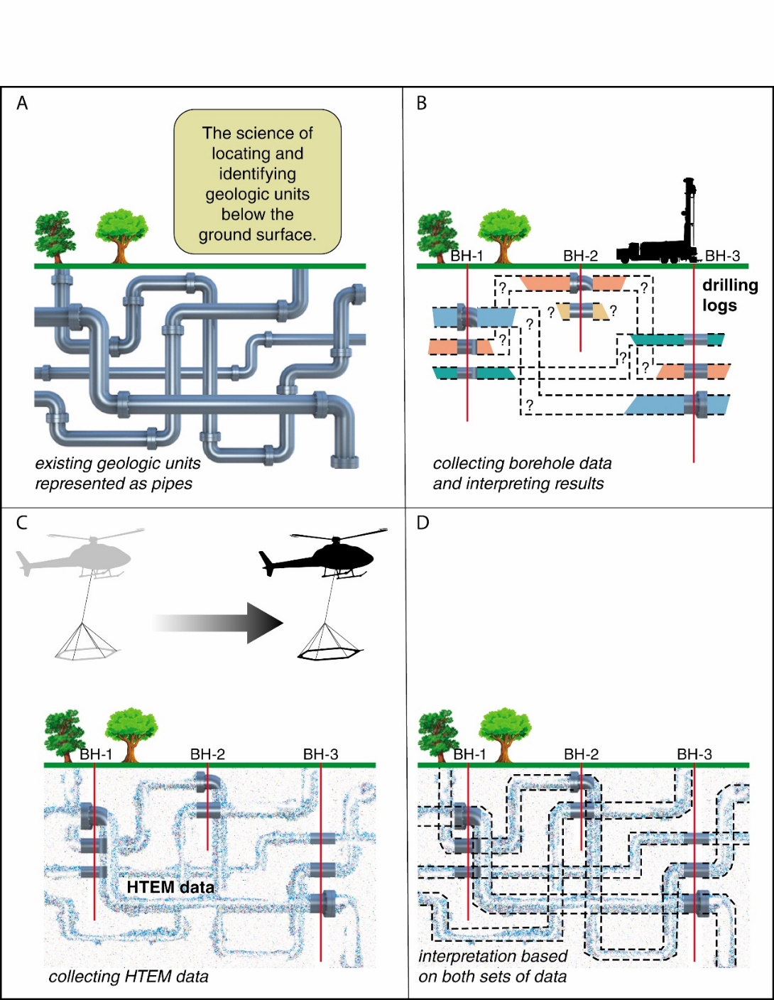 A
The science of
locating and
identifying
geologic units
below the
ground surface.
existing geologic units
represented as pipes
B
BH-1
BH-2
BH-3
drilling
logs
?
?
?
?
?
?
?
?
?
collecting borehole data
and interpreting results
C
BH-1
BH-2
BH-3
HTEM data
collecting HTEM data
D
BH-1
BH-2
BH-3
interpretation based
on both sets of data